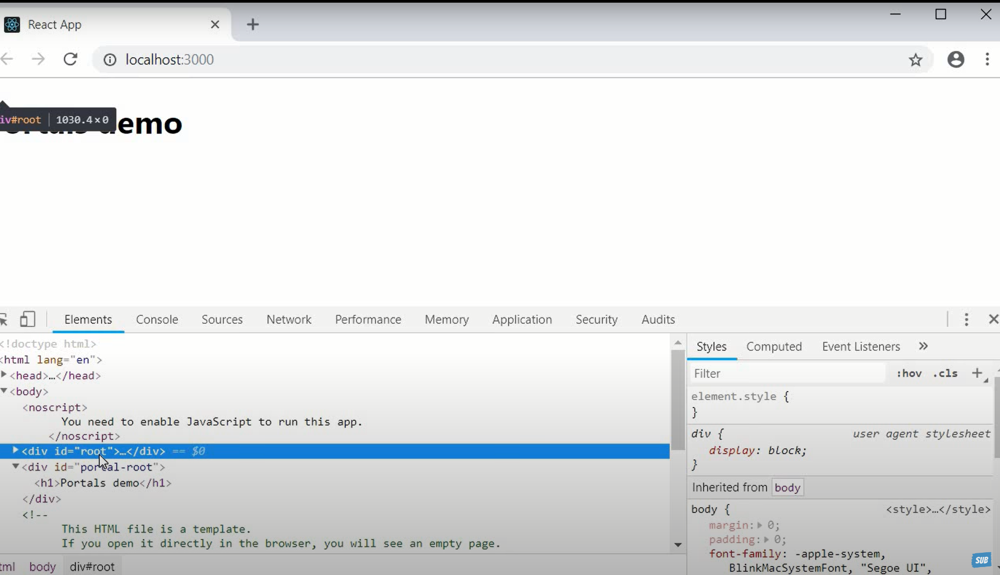 React App
localhost:3000
iv#root 1030.4×0
emo
Elements Console Sources Network Performance Memory Application Security Audits
<!doctype html>
<html lang="en">
<head>…</head>
<body>
<noscript>
You need to enable JavaScript to run this app.
</noscript>
<div id="root">…</div> == $0
<div id="portal-root">
<h1>Portals demo</h1>
</div>
<!--
This HTML file is a template.
If you open it directly in the browser, you will see an empty page.
tml body div#root
Styles Computed Event Listeners »
Filter :hov .cls +
element.style {
}
div { user agent stylesheet
display: block;
}
Inherited from body
body { <style>…</style>
margin: 0;
padding: 0;
font-family: -apple-system,
BlinkMacSystemFont, "Segoe UI",
SUB